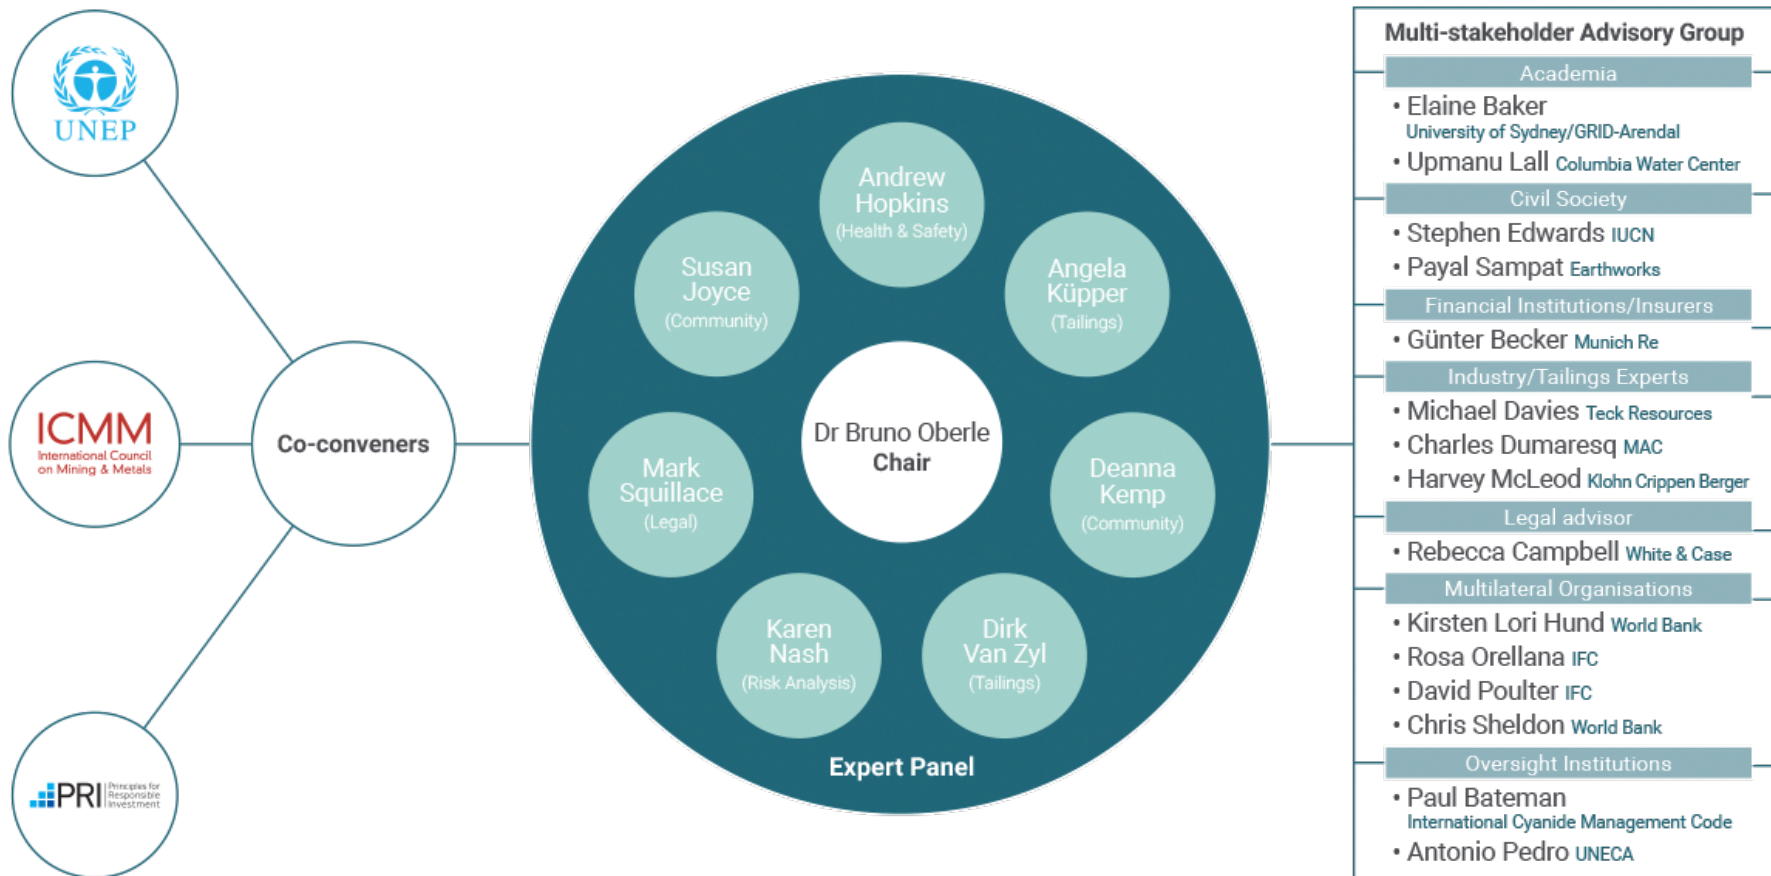 UNEP
ICMM
International Council
on Mining & Metals
PRI
Principles for
Responsible
Investment
Co-conveners
Andrew
Hopkins
(Health & Safety)
Susan
Joyce
(Community)
Angela
Küpper
(Tailings)
Mark
Squillace
(Legal)
Dr Bruno Oberle
Chair
Deanna
Kemp
(Community)
Karen
Nash
(Risk Analysis)
Dirk
Van Zyl
(Tailings)
Expert Panel
Multi-stakeholder Advisory Group
Academia
• Elaine Baker
University of Sydney/GRID-Arendal
• Upmanu Lall Columbia Water Center
Civil Society
• Stephen Edwards IUCN
• Payal Sampat Earthworks
Financial Institutions/Insurers
• Günter Becker Munich Re
Industry/Tailings Experts
• Michael Davies Teck Resources
• Charles Dumaresq MAC
• Harvey McLeod Klohn Crippen Berger
Legal advisor
• Rebecca Campbell White & Case
Multilateral Organisations
• Kirsten Lori Hund World Bank
• Rosa Orellana IFC
• David Poulter IFC
• Chris Sheldon World Bank
Oversight Institutions
• Paul Bateman
International Cyanide Management Code
• Antonio Pedro UNECA